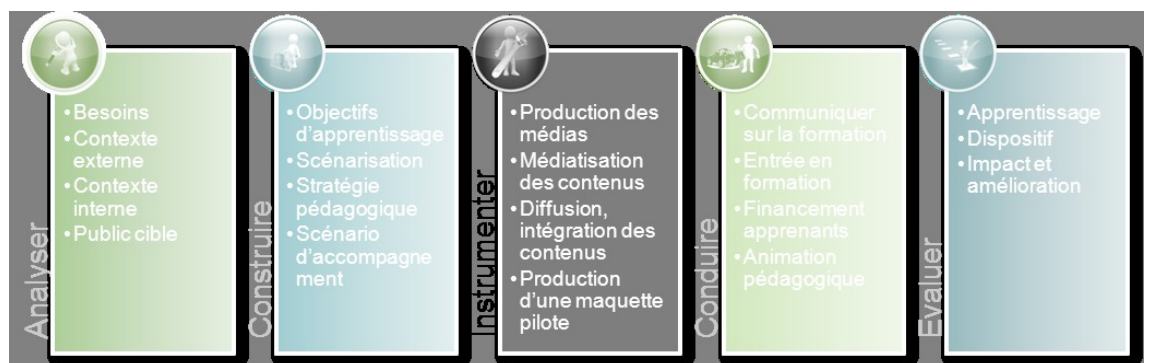 Analyser
•Besoins
•Contexte
externe
•Contexte
interne
•Public cible
Construire
•Objectifs
d'apprentissage
•Scénarisation
•Stratégie
pédagogique
•Scénario
d'accompagne
ment
Instrumenter
•Production des
médias
•Médiatisation
des contenus
•Diffusion,
intégration des
contenus
•Production
d'une maquette
pilote
Conduire
•Communiquer
sur la formation
•Entrée en
formation
•Financement
apprenants
•Animation
pédagogique
Evaluer
•Apprentissage
•Dispositif
•Impact et
amélioration